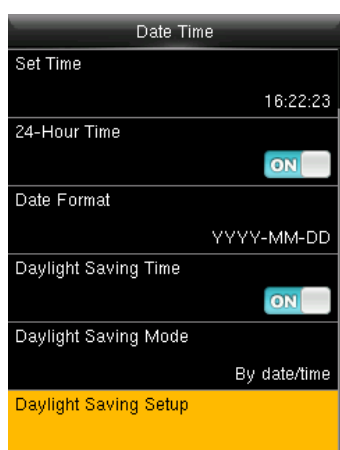 Date Time
Set Time
16:22:23
24-Hour Time
ON
Date Format
YYYY-MM-DD
Daylight Saving Time
ON
Daylight Saving Mode
By date/time
Daylight Saving Setup